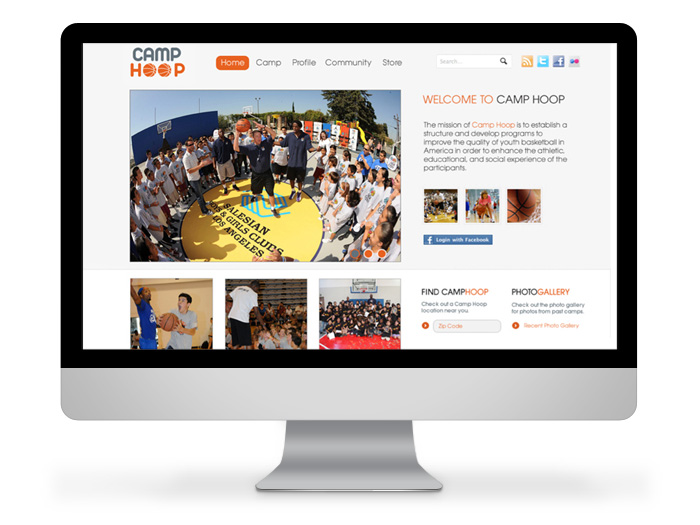 CAMP
HOOP
Home Camp Profile Community Store
Search...
WELCOME TO CAMP HOOP
The mission of Camp Hoop is to establish a
structure and develop programs to
improve the quality of youth basketball in
America in order to enhance the athletic,
educational, and social experience of the
participants.
SALESIAN
BOYS & GIRLS CLUBS
LOS ANGELES
f Login with Facebook
FIND CAMPHOOP
Check out a Camp Hoop
location near you.
Zip Code
PHOTOGALLERY
Check out the photo gallery
for photos from past camps.
Recent Photo Gallery